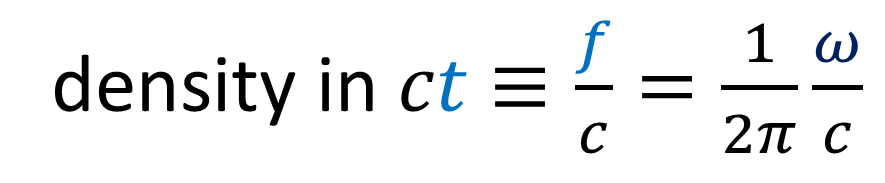 density in ct ≡ f/c = 1/2π ω/c